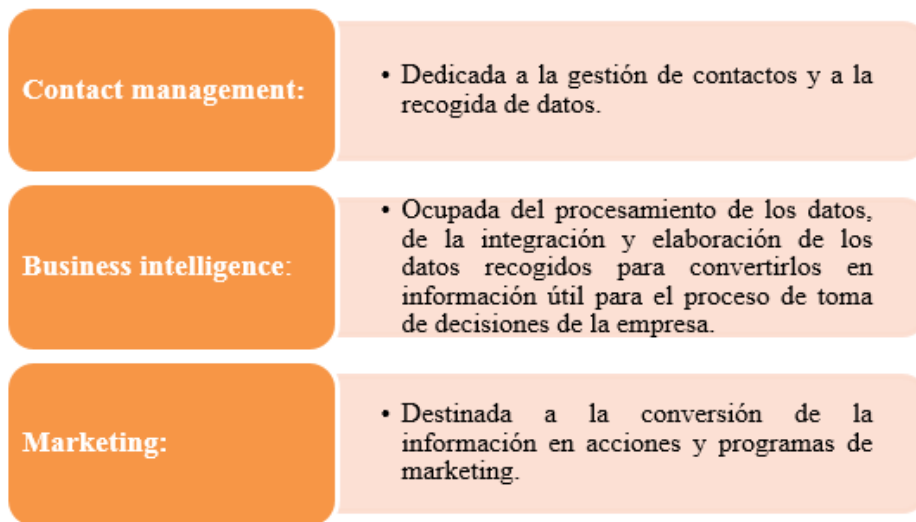 Contact management:
• Dedicada a la gestión de contactos y a la
recogida de datos.
Business intelligence:
• Ocupada del procesamiento de los datos,
de la integración y elaboración de los
datos recogidos para convertirlos en
información útil para el proceso de toma
de decisiones de la empresa.
Marketing:
• Destinada a la conversión de la
información en acciones y programas de
marketing.